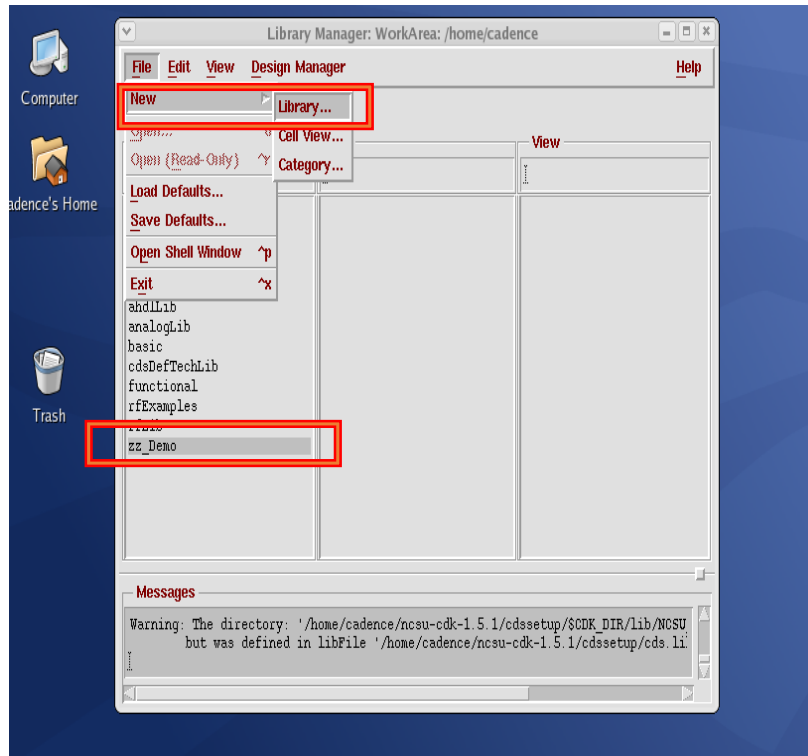 Library Manager: WorkArea: /home/cadence
File Edit View Design Manager Help
Computer
New
Library...
Open...
Cell View...
View
Open (Read-Only) ^r
Category...
Load Defaults...
adence's Home
Save Defaults...
Open Shell Window ^p
Exit ^x
ahdlLib
analogLib
basic
cdsDefTechLib
functional
rfExamples
Trash
rfLib
zz_Demo
Messages
Warning: The directory: '/home/cadence/ncsu-cdk-1.5.1/cdssetup/$CDK_DIR/lib/NCSU
but was defined in libFile '/home/cadence/ncsu-cdk-1.5.1/cdssetup/cds.li